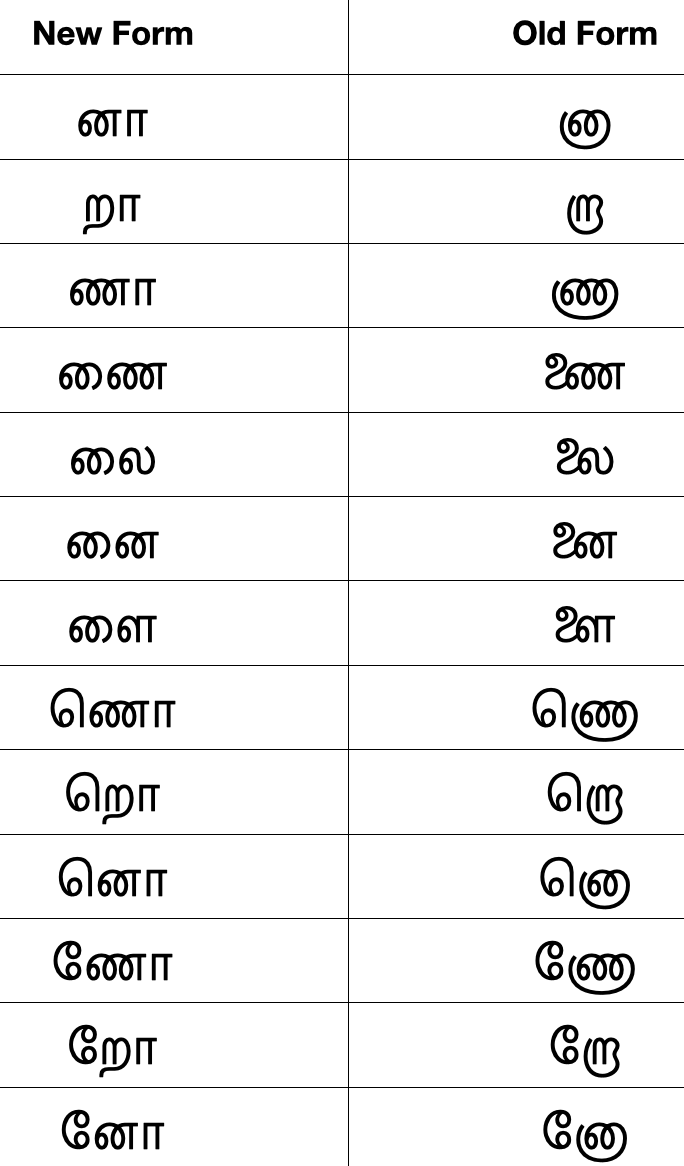 New Form Old Form
னா னா
றா றா
ணா ணா
ணை ணை
லை லை
னை னை
ளை ளை
ணொ ணொ
றொ றொ
னொ னொ
ணோ ணோ
றோ றோ
னோ னோ